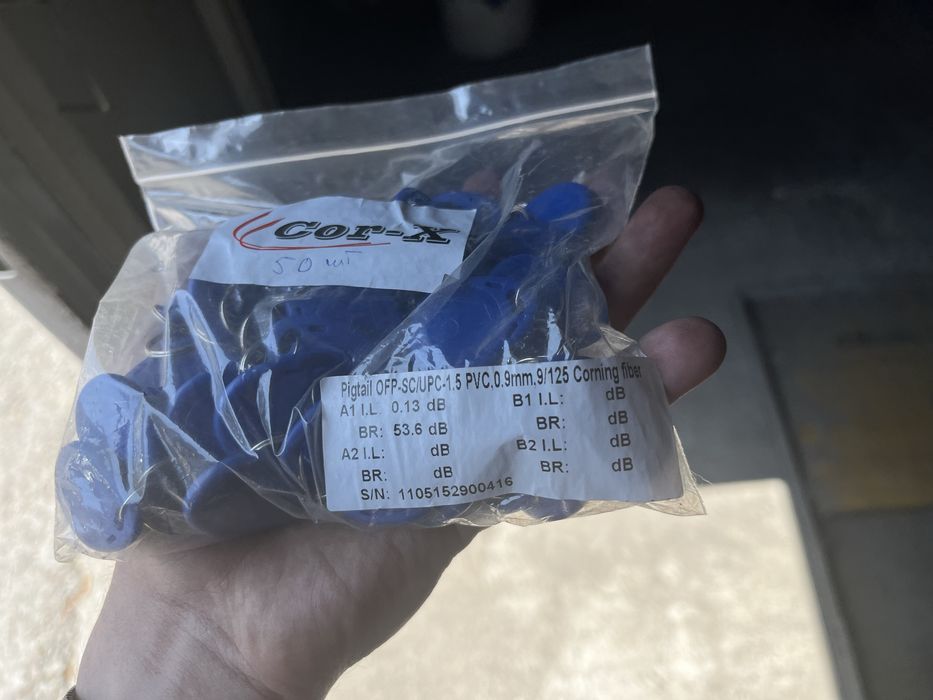 Cor-X
50 шт
Pigtail OFP-SC/UPC-1.5 PVC,0.9mm,9/125 Corning fiber
A1 I.L: 0.13 dB B1 I.L: dB
BR: 53.6 dB BR: dB
A2 I.L: dB B2 I.L: dB
BR: dB BR: dB
S/N: 1105152900416